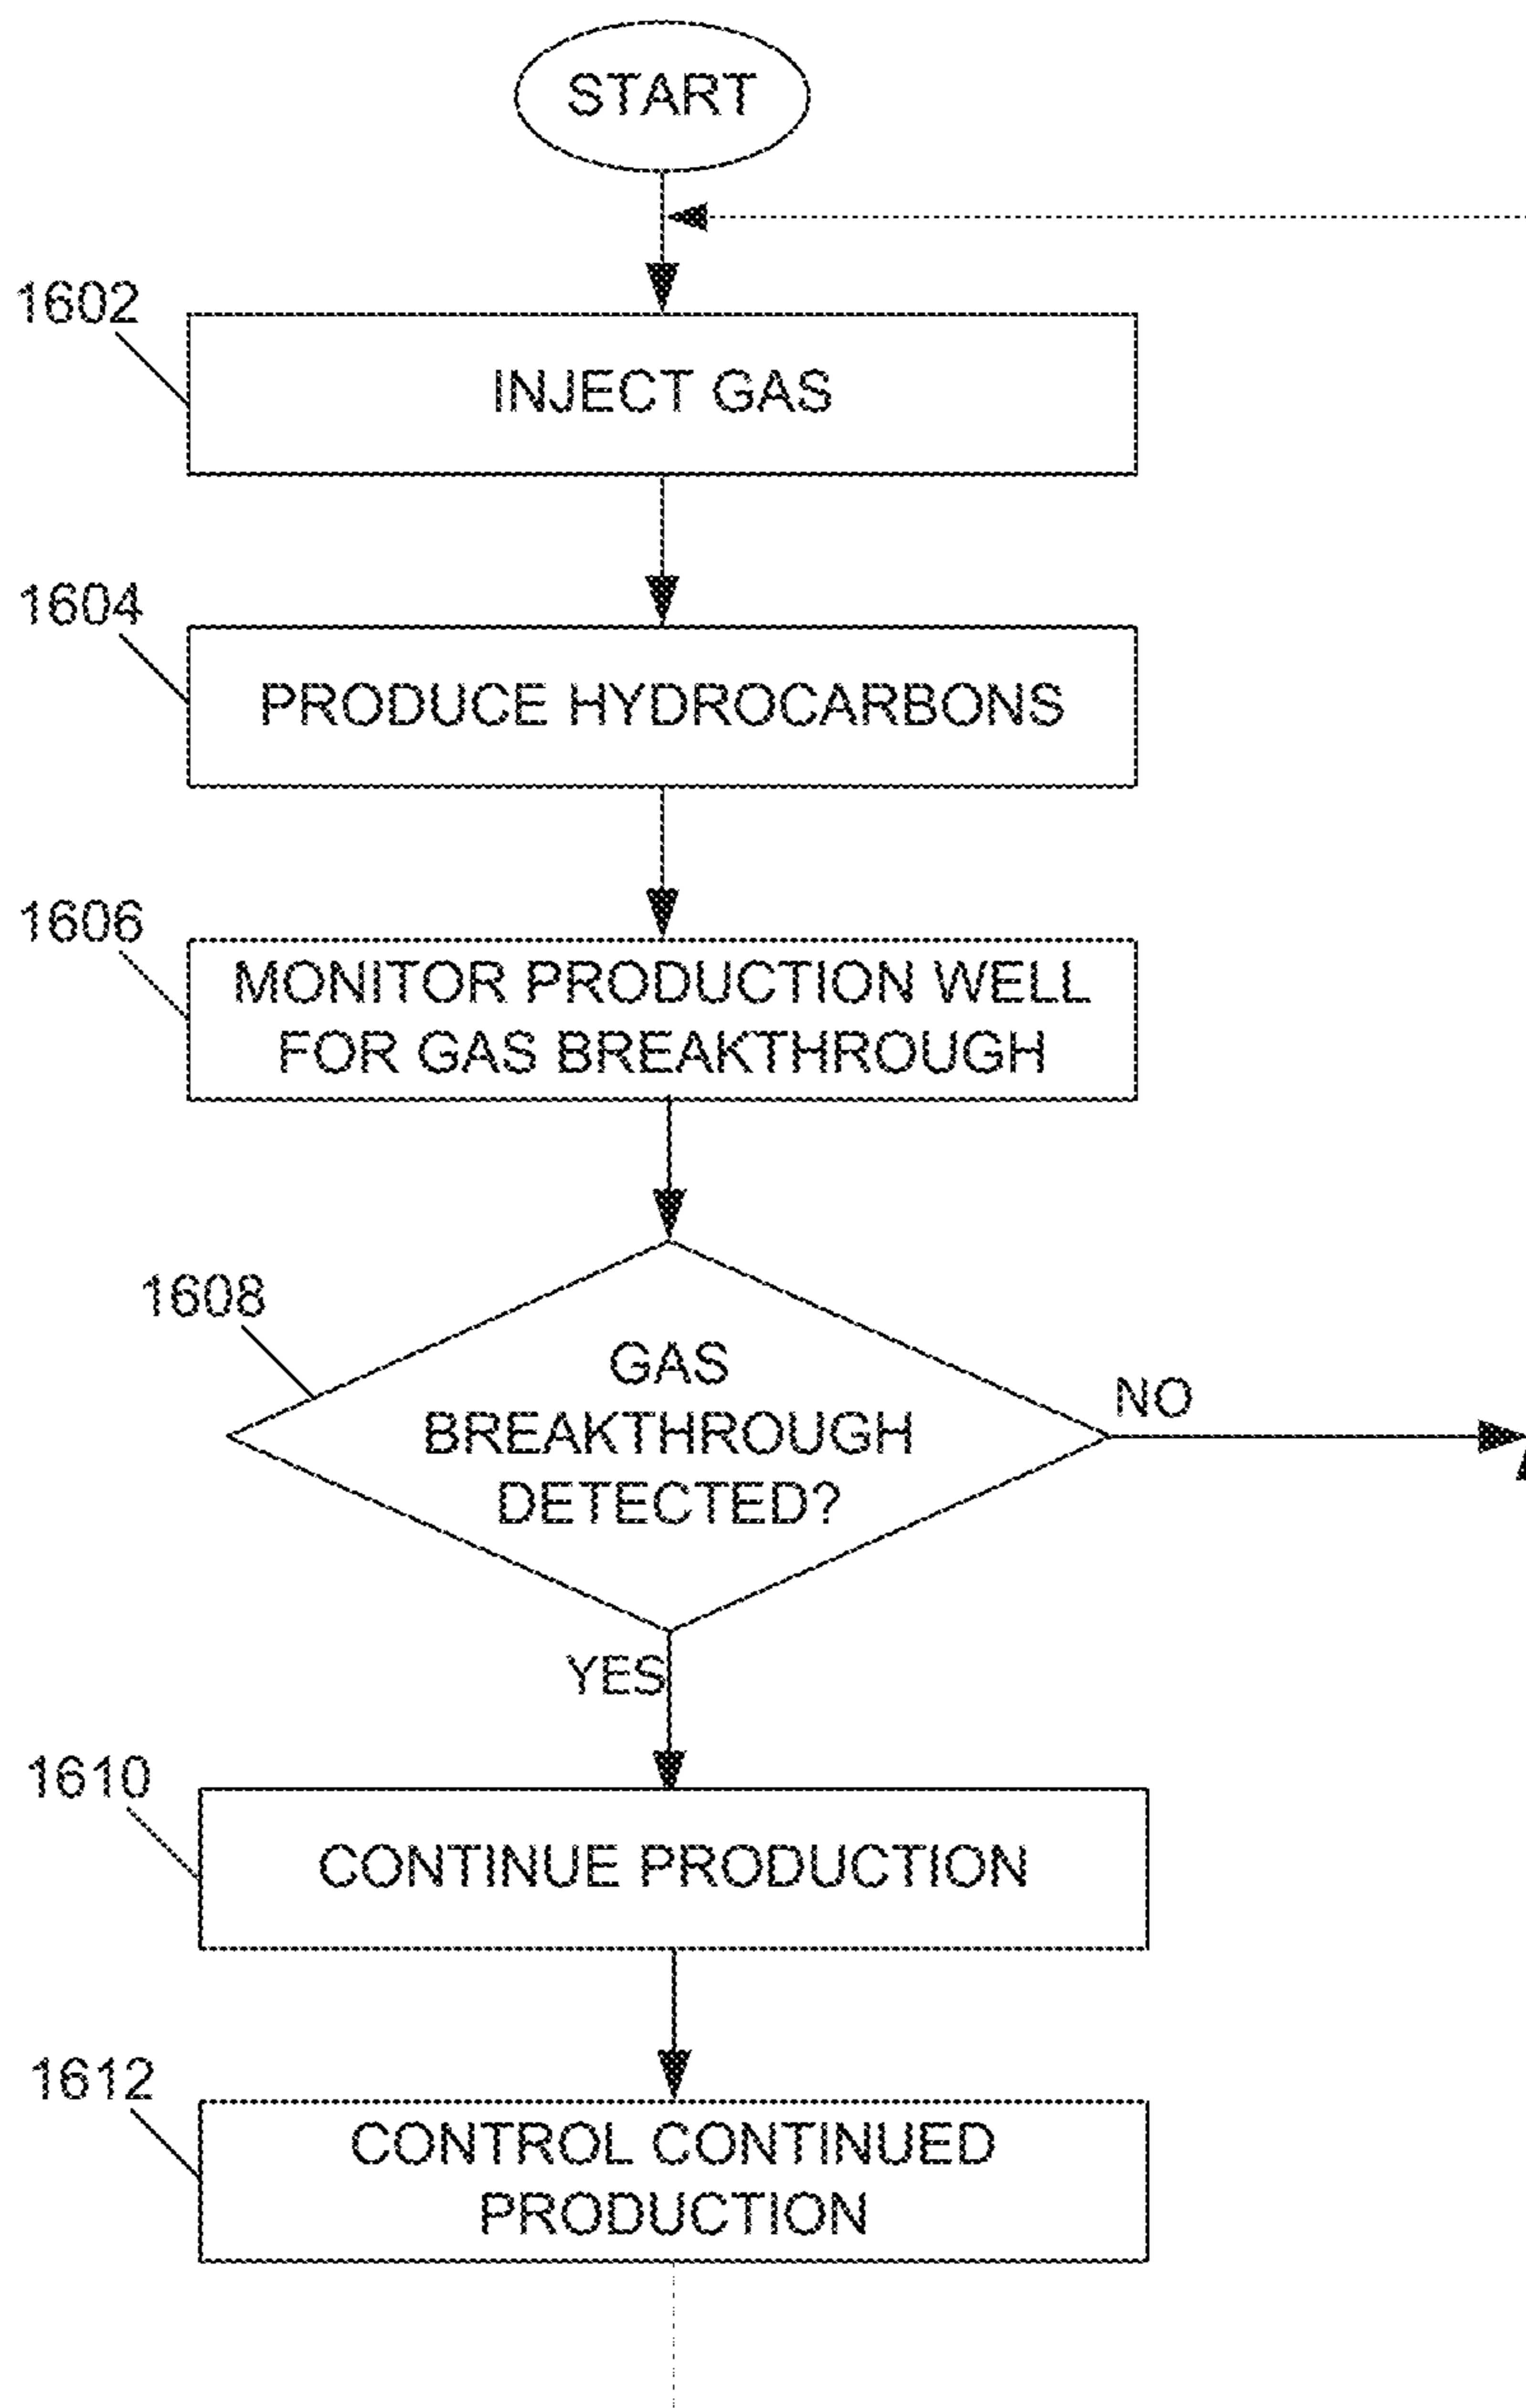 START
1602
INJECT GAS
1604
PRODUCE HYDROCARBONS
1606
MONITOR PRODUCTION WELL
FOR GAS BREAKTHROUGH
1608
GAS
BREAKTHROUGH
DETECTED?
NO
YES
1610
CONTINUE PRODUCTION
1612
CONTROL CONTINUED
PRODUCTION